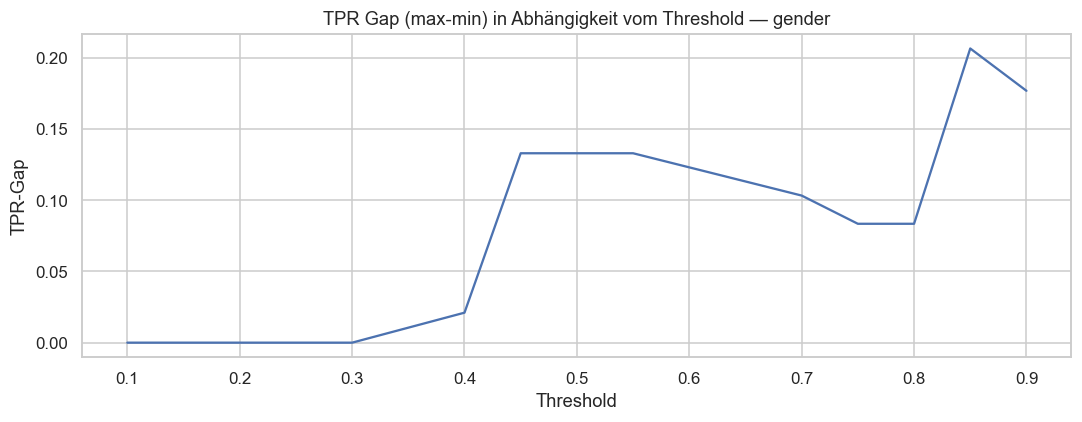 TPR Gap (max-min) in Abhängigkeit vom Threshold — gender
TPR-Gap
0.20
0.15
0.10
0.05
0.00
0.1 0.2 0.3 0.4 0.5 0.6 0.7 0.8 0.9
Threshold